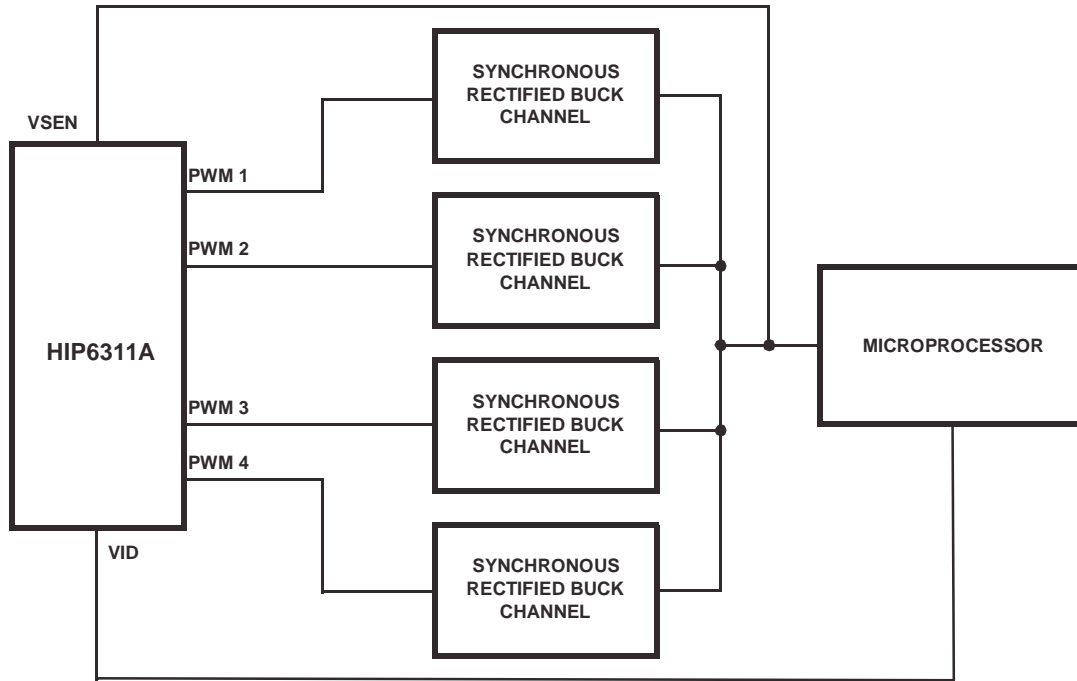 SYNCHRONOUS
RECTIFIED BUCK
CHANNEL
VSEN
PWM 1
SYNCHRONOUS
RECTIFIED BUCK
CHANNEL
PWM 2
HIP6311A
MICROPROCESSOR
SYNCHRONOUS
RECTIFIED BUCK
CHANNEL
PWM 3
PWM 4
VID
SYNCHRONOUS
RECTIFIED BUCK
CHANNEL